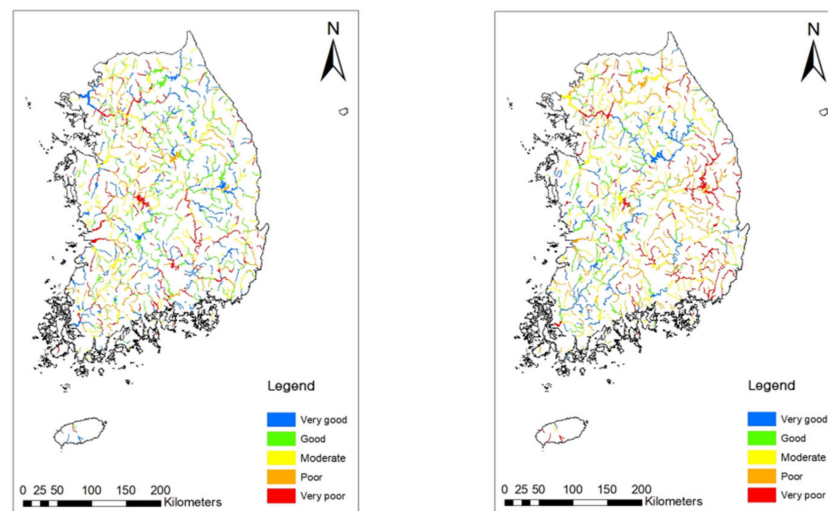 N
Legend
Very good
Good
Moderate
Poor
Very poor
0 25 50 100 150 200
Kilometers
N
Legend
Very good
Good
Moderate
Poor
Very poor
0 25 50 100 150 200
Kilometers